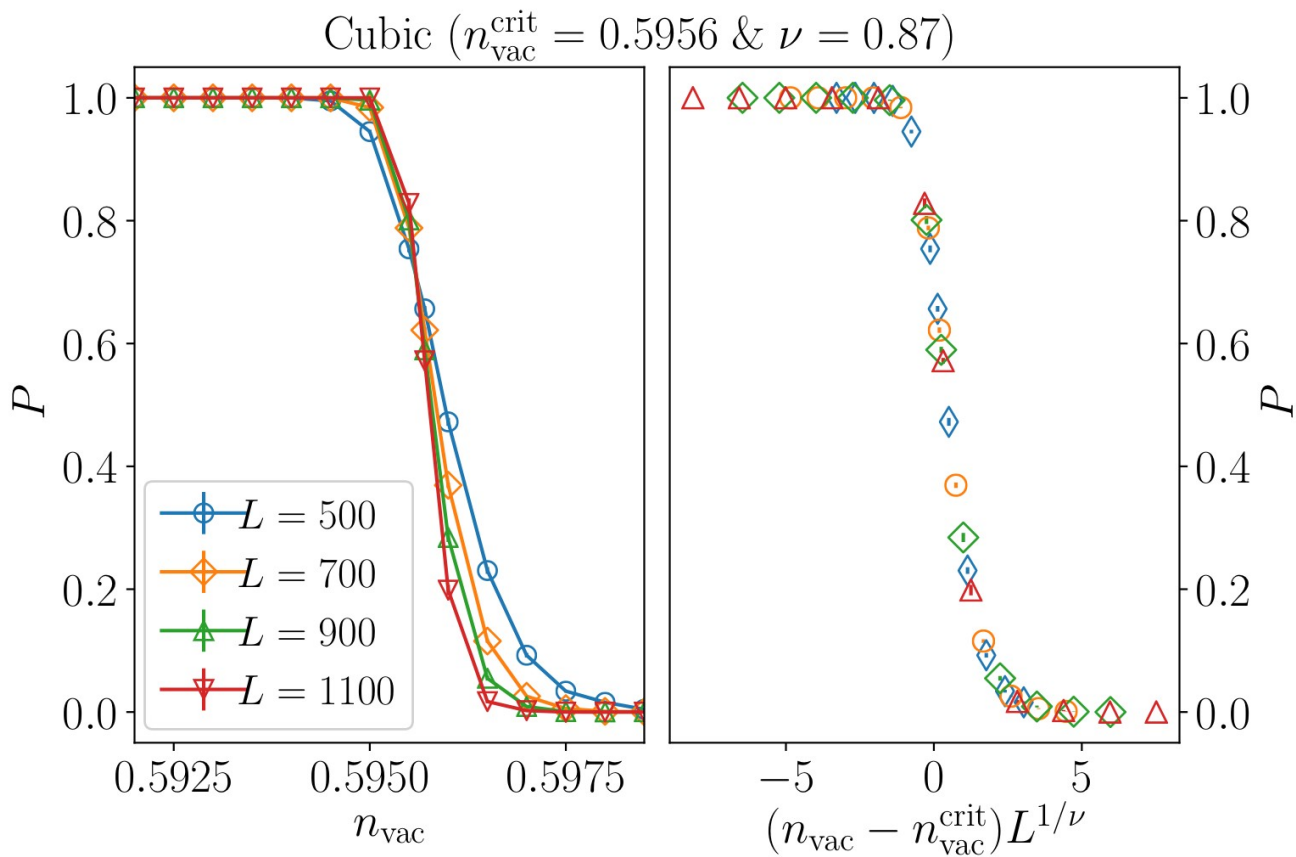 Cubic (n_vac^crit = 0.5956 & ν = 0.87)
P
1.0
0.8
0.6
0.4
0.2
0.0
L = 500
L = 700
L = 900
L = 1100
0.5925 0.5950 0.5975
n_vac
1.0
0.8
0.6
0.4
0.2
0.0
P
−5 0 5
(n_vac − n_vac^crit)L^1/ν